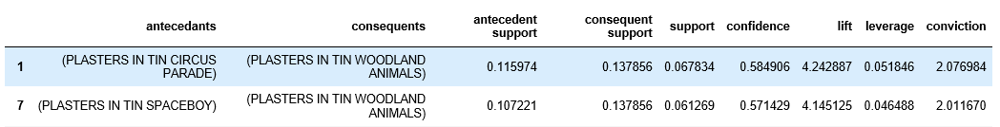 antecedants consequents antecedent support consequent support support confidence lift leverage conviction
1 (PLASTERS IN TIN CIRCUS PARADE) (PLASTERS IN TIN WOODLAND ANIMALS) 0.115974 0.137856 0.067834 0.584906 4.242887 0.051846 2.076984
7 (PLASTERS IN TIN SPACEBOY) (PLASTERS IN TIN WOODLAND ANIMALS) 0.107221 0.137856 0.061269 0.571429 4.145125 0.046488 2.011670